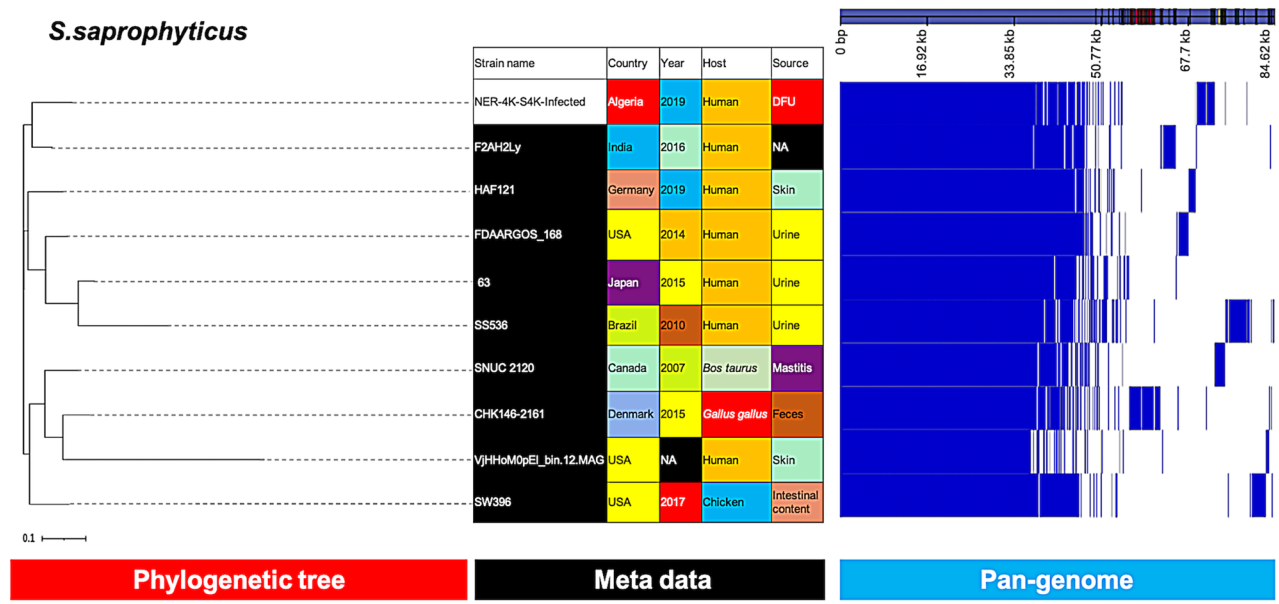 S.saprophyticus
0 bp 16.92 kb 33.85 kb 50.77 kb 67.7 kb 84.62 kb
Strain name Country Year Host Source
NER-4K-S4K-Infected Algeria 2019 Human DFU
F2AH2Ly India 2016 Human NA
HAF121 Germany 2019 Human Skin
FDAARGOS_168 USA 2014 Human Urine
63 Japan 2015 Human Urine
SS536 Brazil 2010 Human Urine
SNUC 2120 Canada 2007 Bos taurus Mastitis
CHK146-2161 Denmark 2015 Gallus gallus Feces
VjHHoM0pEI_bin.12.MAG USA NA Human Skin
SW396 USA 2017 Chicken Intestinal
content
0.1
Phylogenetic tree Meta data Pan-genome